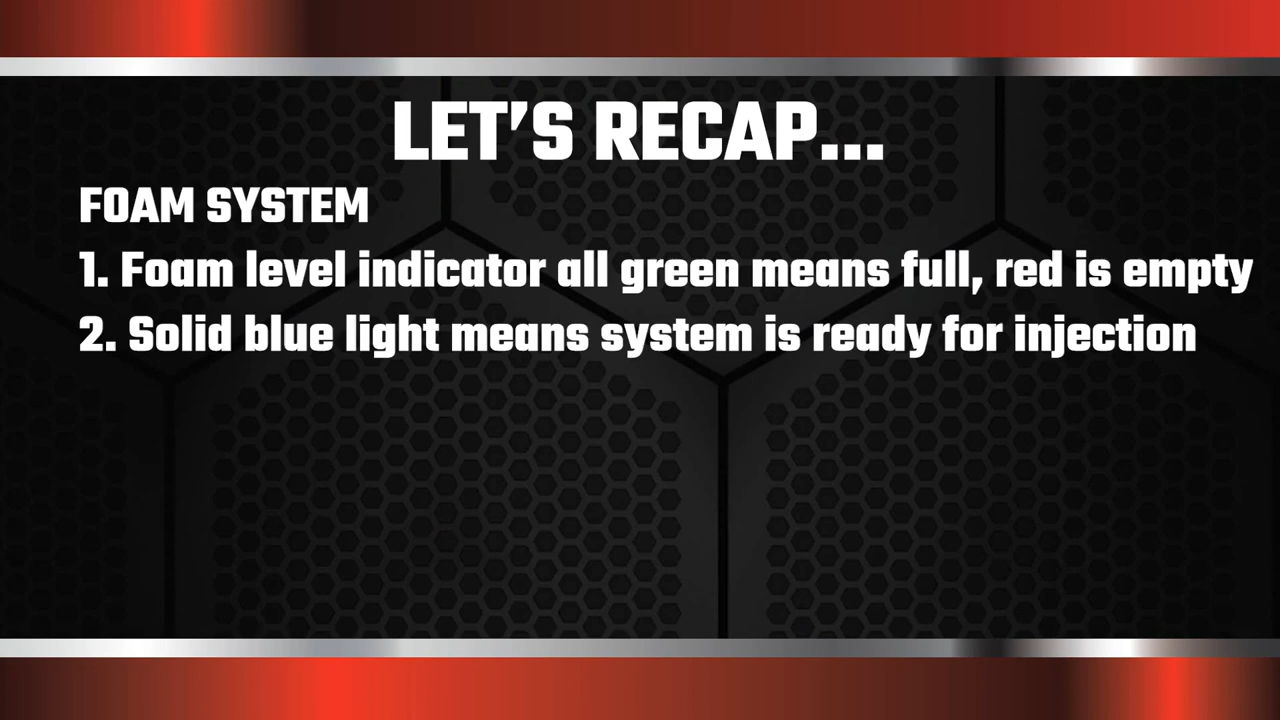 LET'S RECAP...
FOAM SYSTEM
1. Foam level indicator all green means full, red is empty
2. Solid blue light means system is ready for injection